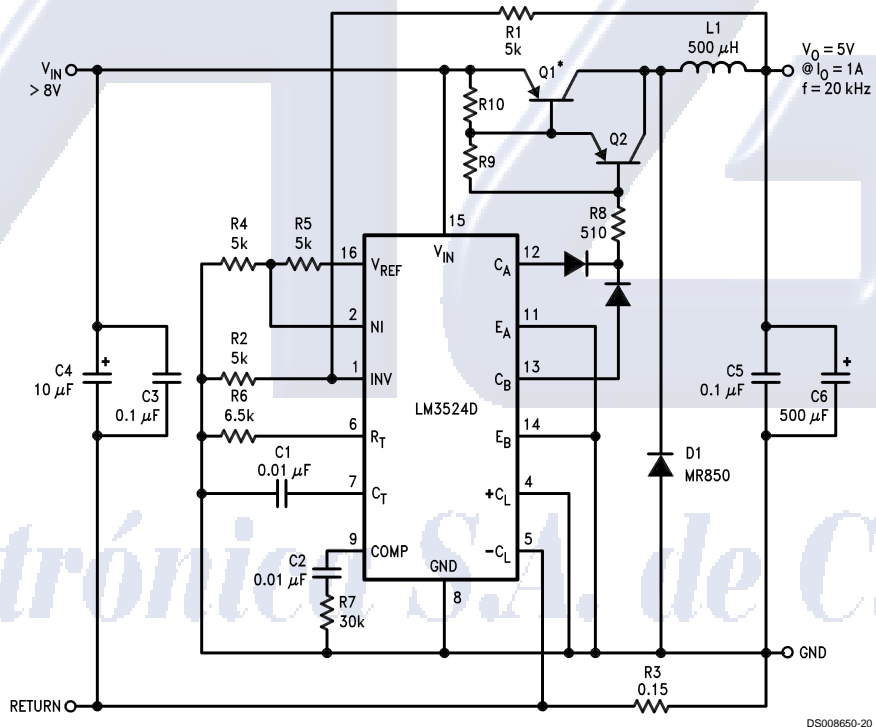 R1
5k
L1
500 μH
V_O = 5V
@ I_O = 1A
f = 20 kHz
V_IN
> 8V
Q1*
R10
Q2
R9
R8
510
15
V_IN
R4
5k
R5
5k
16
V_REF
C_A
12
2
NI
E_A
11
R2
5k
1
INV
C_B
13
C4
10 μF
C3
0.1 μF
LM3524D
C5
0.1 μF
C6
500 μF
R6
6.5k
6
R_T
E_B
14
D1
MR850
C1
0.01 μF
7
C_T
+C_L
4
9
COMP
-C_L
5
C2
0.01 μF
GND
8
R7
30k
GND
R3
0.15
RETURN
DS008650-20
trónica S.A. de C.
+
+
+